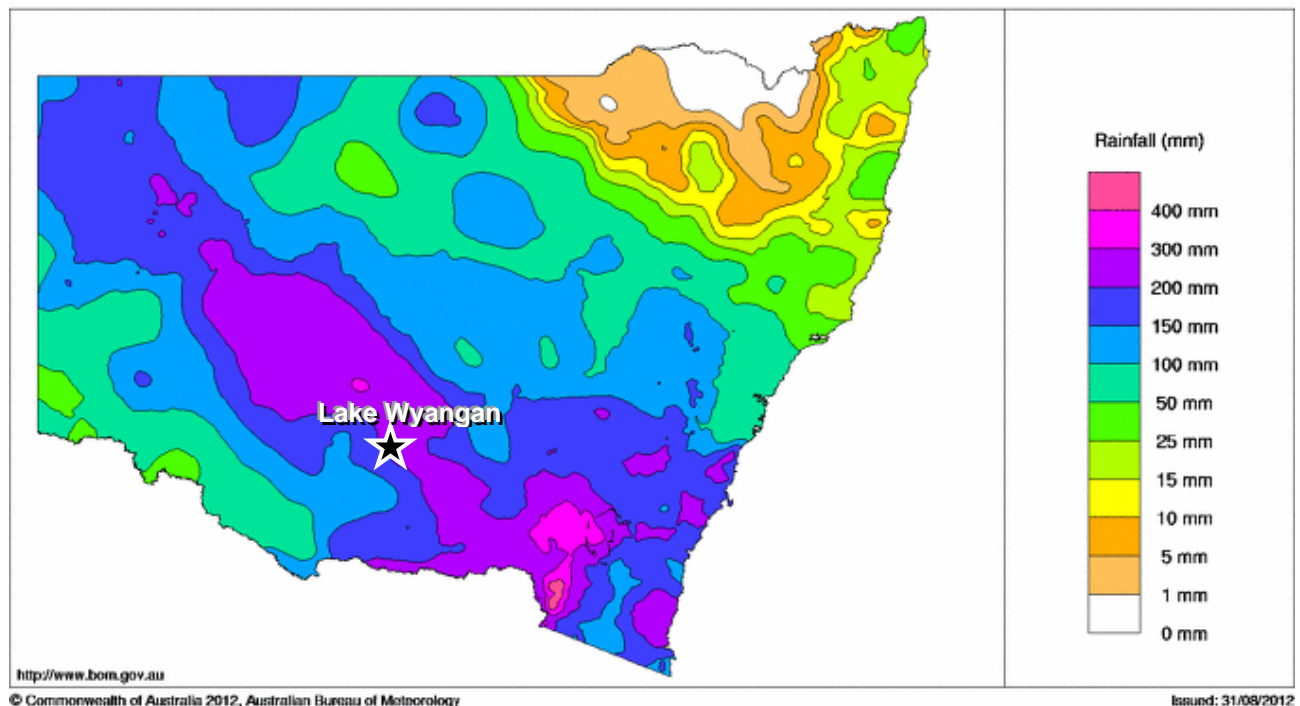 Rainfall (mm)
400 mm
300 mm
200 mm
150 mm
100 mm
50 mm
25 mm
15 mm
10 mm
5 mm
1 mm
0 mm
Lake Wyangan
http://www.bom.gov.au
© Commonwealth of Australia 2012, Australian Bureau of Meteorology
Issued: 31/08/2012